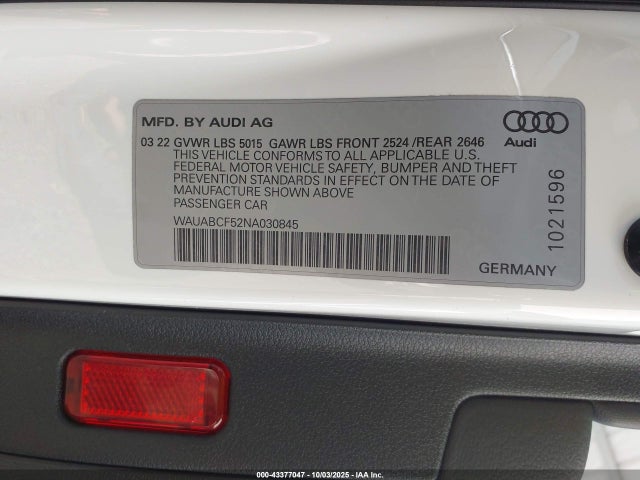 MFD. BY AUDI AG
Audi
03 22 GVWR LBS 5015 GAWR LBS FRONT 2524 /REAR 2646
THIS VEHICLE CONFORMS TO ALL APPLICABLE U.S.
FEDERAL MOTOR VEHICLE SAFETY, BUMPER AND THEFT
PREVENTION STANDARDS IN EFFECT ON THE DATE OF
MANUFACTURE SHOWN ABOVE
PASSENGER CAR
WAUABCF52NA030845
1021596
GERMANY
000-43377047 - 10/03/2025 - IAA Inc.